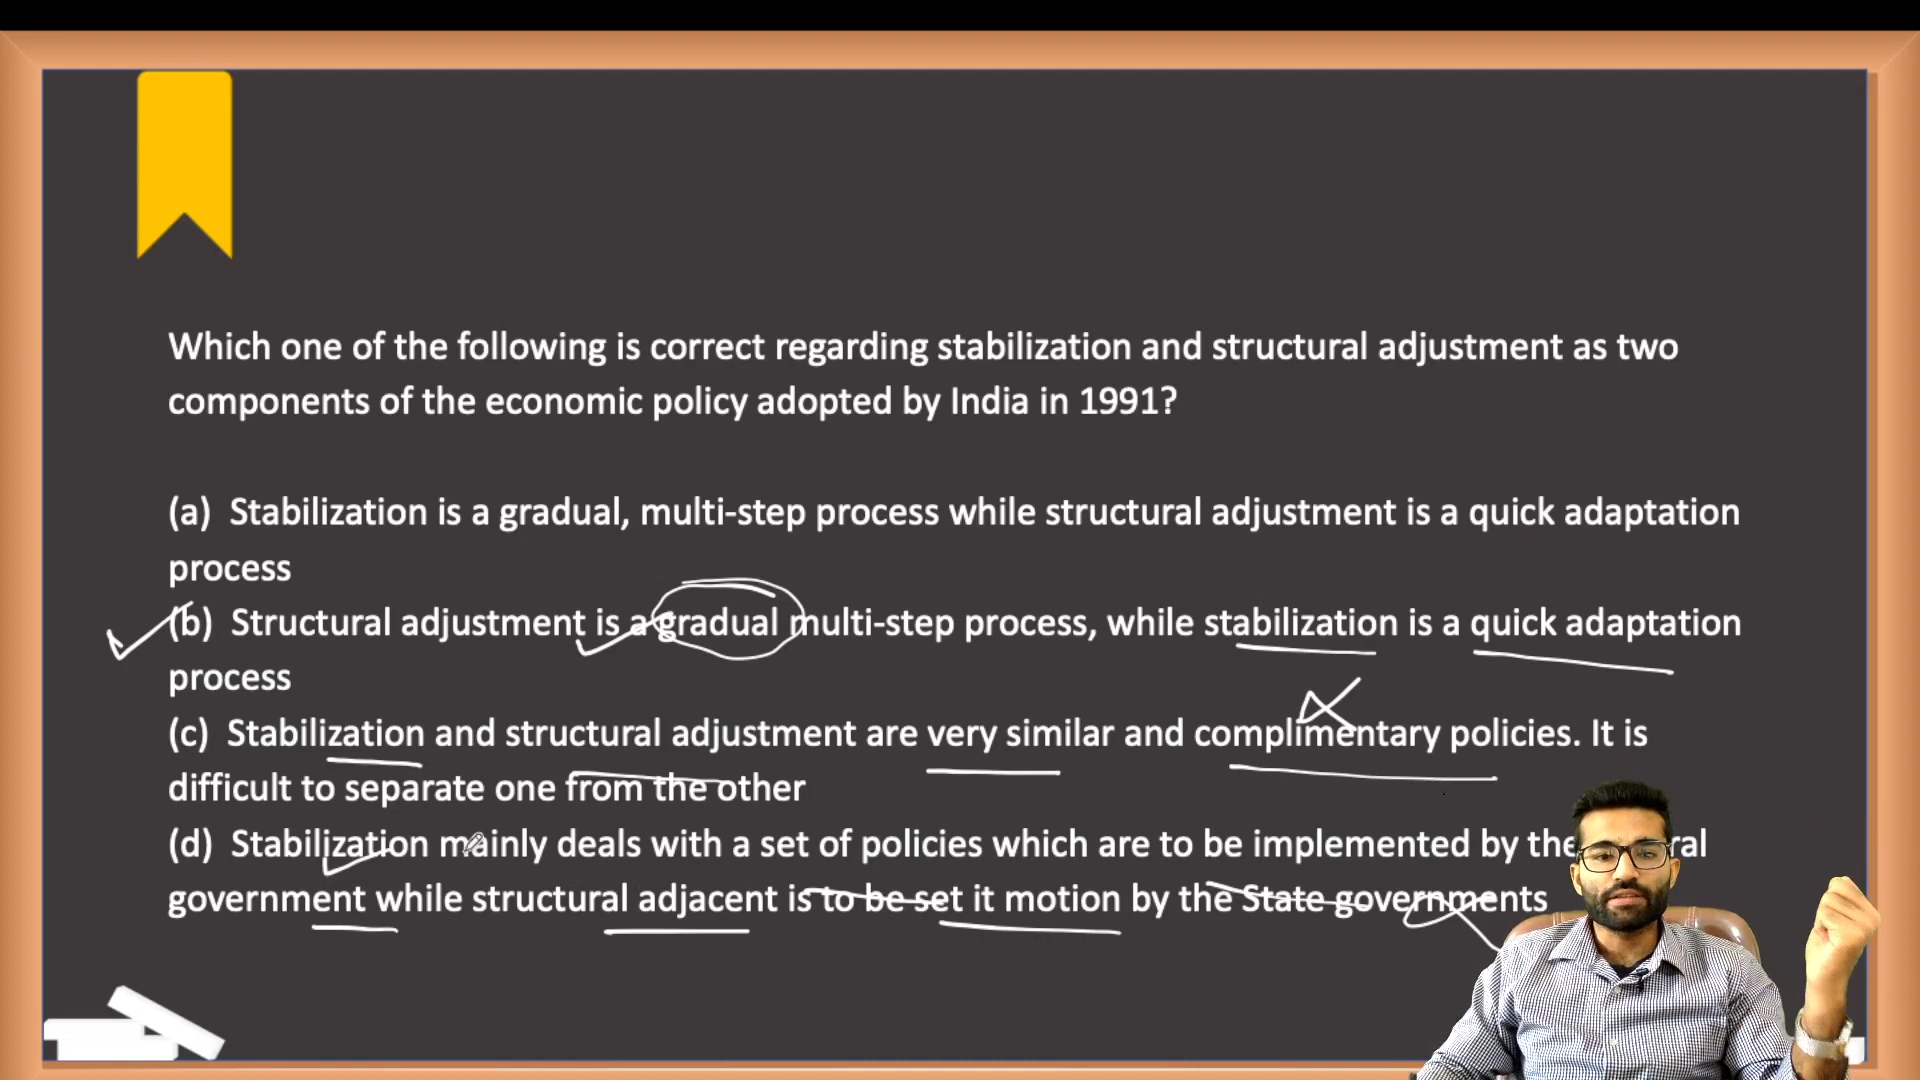 Which one of the following is correct regarding stabilization and structural adjustment as two
components of the economic policy adopted by India in 1991?
(a) Stabilization is a gradual, multi-step process while structural adjustment is a quick adaptation
process
(b) Structural adjustment is a gradual multi-step process, while stabilization is a quick adaptation
process
(c) Stabilization and structural adjustment are very similar and complimentary policies. It is
difficult to separate one from the other
(d) Stabilization mainly deals with a set of policies which are to be implemented by the
government while structural adjacent is to be set it motion by the State governments